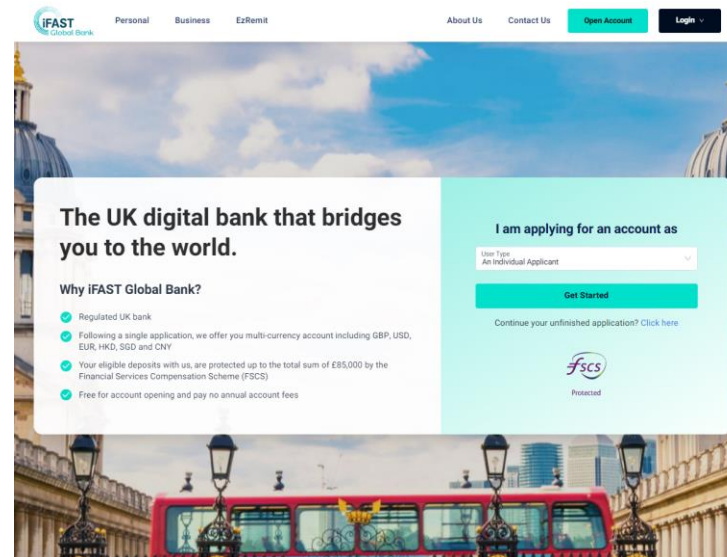 iFAST
Global Bank
Personal Business EzRemit About Us Contact Us Open Account Login
The UK digital bank that bridges
you to the world.
Why iFAST Global Bank?
Regulated UK bank
Following a single application, we offer you multi-currency account including GBP, USD,
EUR, HKD, SGD and CNY
Your eligible deposits with us, are protected up to the total sum of £85,000 by the
Financial Services Compensation Scheme (FSCS)
Free for account opening and pay no annual account fees
I am applying for an account as
User Type
An Individual Applicant
Get Started
Continue your unfinished application? Click here
fscs
Protected